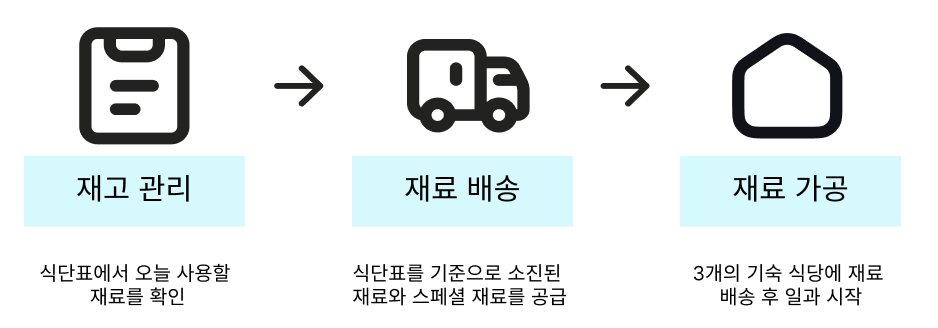 재고 관리
식단표에서 오늘 사용할
재료를 확인
재료 배송
식단표를 기준으로 소진된
재료와 스페셜 재료를 공급
재료 가공
3개의 기숙 식당에 재료
배송 후 일과 시작